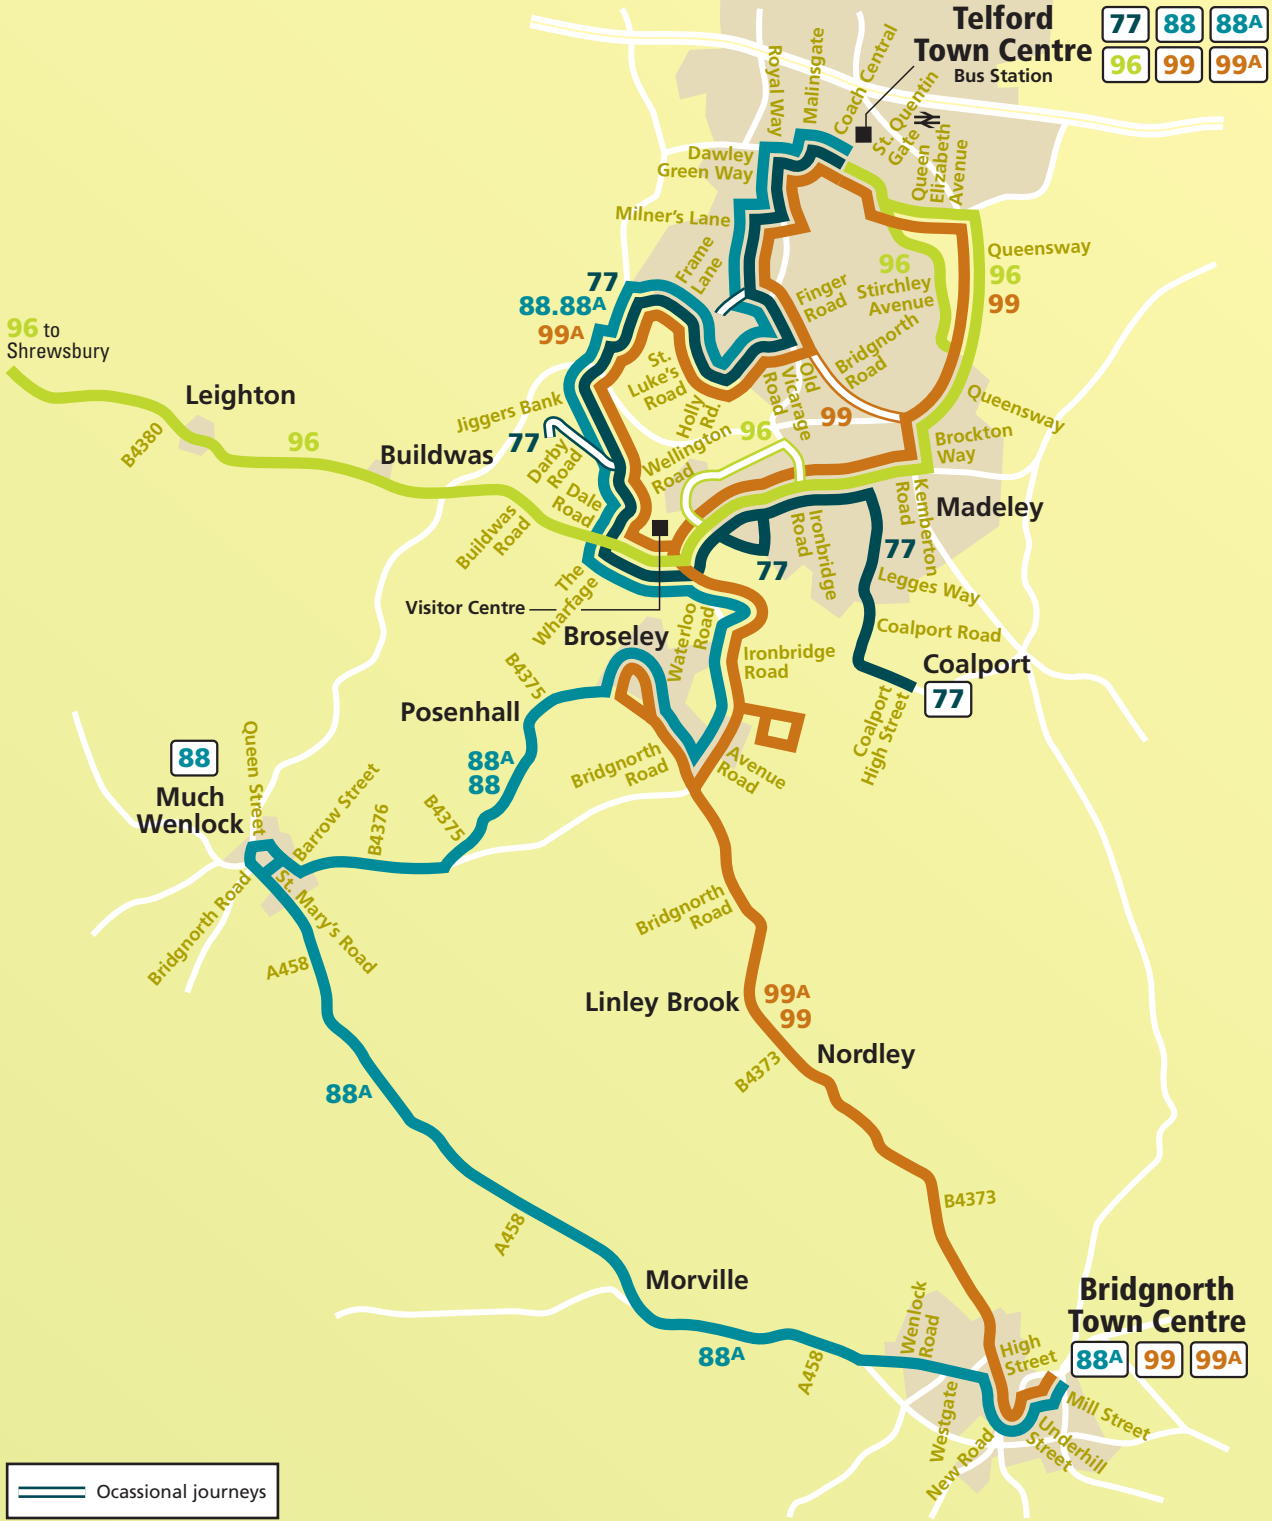 Telford
Town Centre
Bus Station
77
88
88A
96
99
99A
Royal Way
Malinsgate
Coach Central
St. Quentin
Gate
Queen
Elizabeth
Avenue
Dawley
Green Way
Milner's Lane
Frame
Lane
Queensway
96
99
96
Stirchley
Avenue
Finger
Road
Bridgnorth
Road
77
88.88A
99A
96 to
Shrewsbury
Leighton
B4380
96
Buildwas
Jiggers Bank
77
Darby
Road
Dale
Road
Buildwas
Road
St.
Luke's
Road
Holly
Rd.
Old
Vicarage
Road
Wellington
Road
96
99
Queensway
Brockton
Way
Madeley
Kemberton
Road
Ironbridge
Road
77
77
Legges Way
Coalport Road
Coalport
77
Coalport
High Street
The
Wharfage
Visitor Centre
Broseley
Waterloo
Road
Ironbridge
Road
B4375
Posenhall
88A
88
Bridgnorth
Road
Avenue
Road
88
Much
Wenlock
Queen Street
Barrow Street
B4376
B4375
Bridgnorth Road
St. Mary's Road
A458
Bridgnorth
Road
Linley Brook
99A
99
Nordley
B4373
88A
B4373
A458
Morville
88A
A458
Wenlock
Road
High
Street
Bridgnorth
Town Centre
88A
99
99A
Mill Street
Underhill
Street
Westgate
New Road
Ocassional journeys